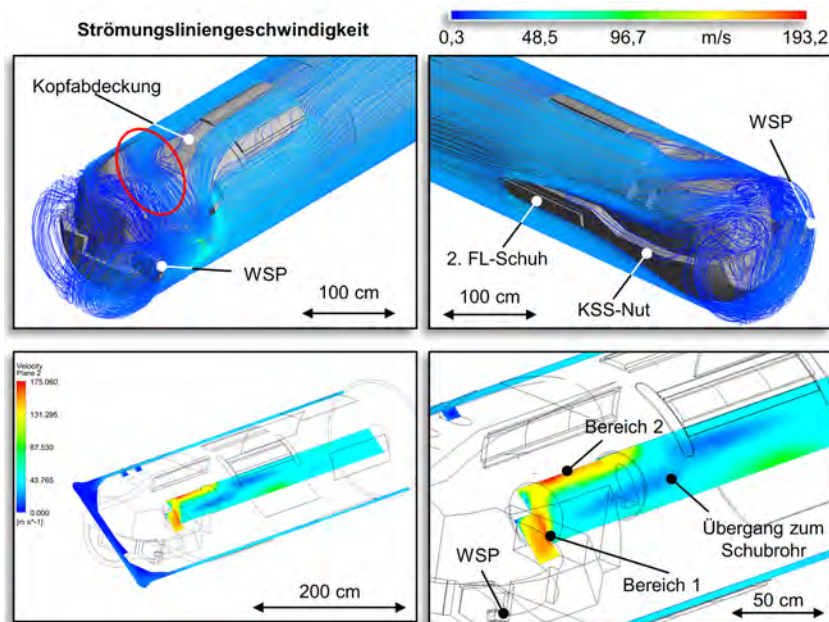 Strömungsliniengeschwindigkeit
0,3 48,5 96,7 m/s 193,2
Kopfabdeckung
WSP
100 cm
WSP
2. FL-Schuh
KSS-Nut
100 cm
Velocity
Plane 2
175.060
131.295
87.530
43.765
0.000
[m s^-1]
200 cm
Bereich 2
Übergang zum
Schubrohr
WSP
Bereich 1
50 cm